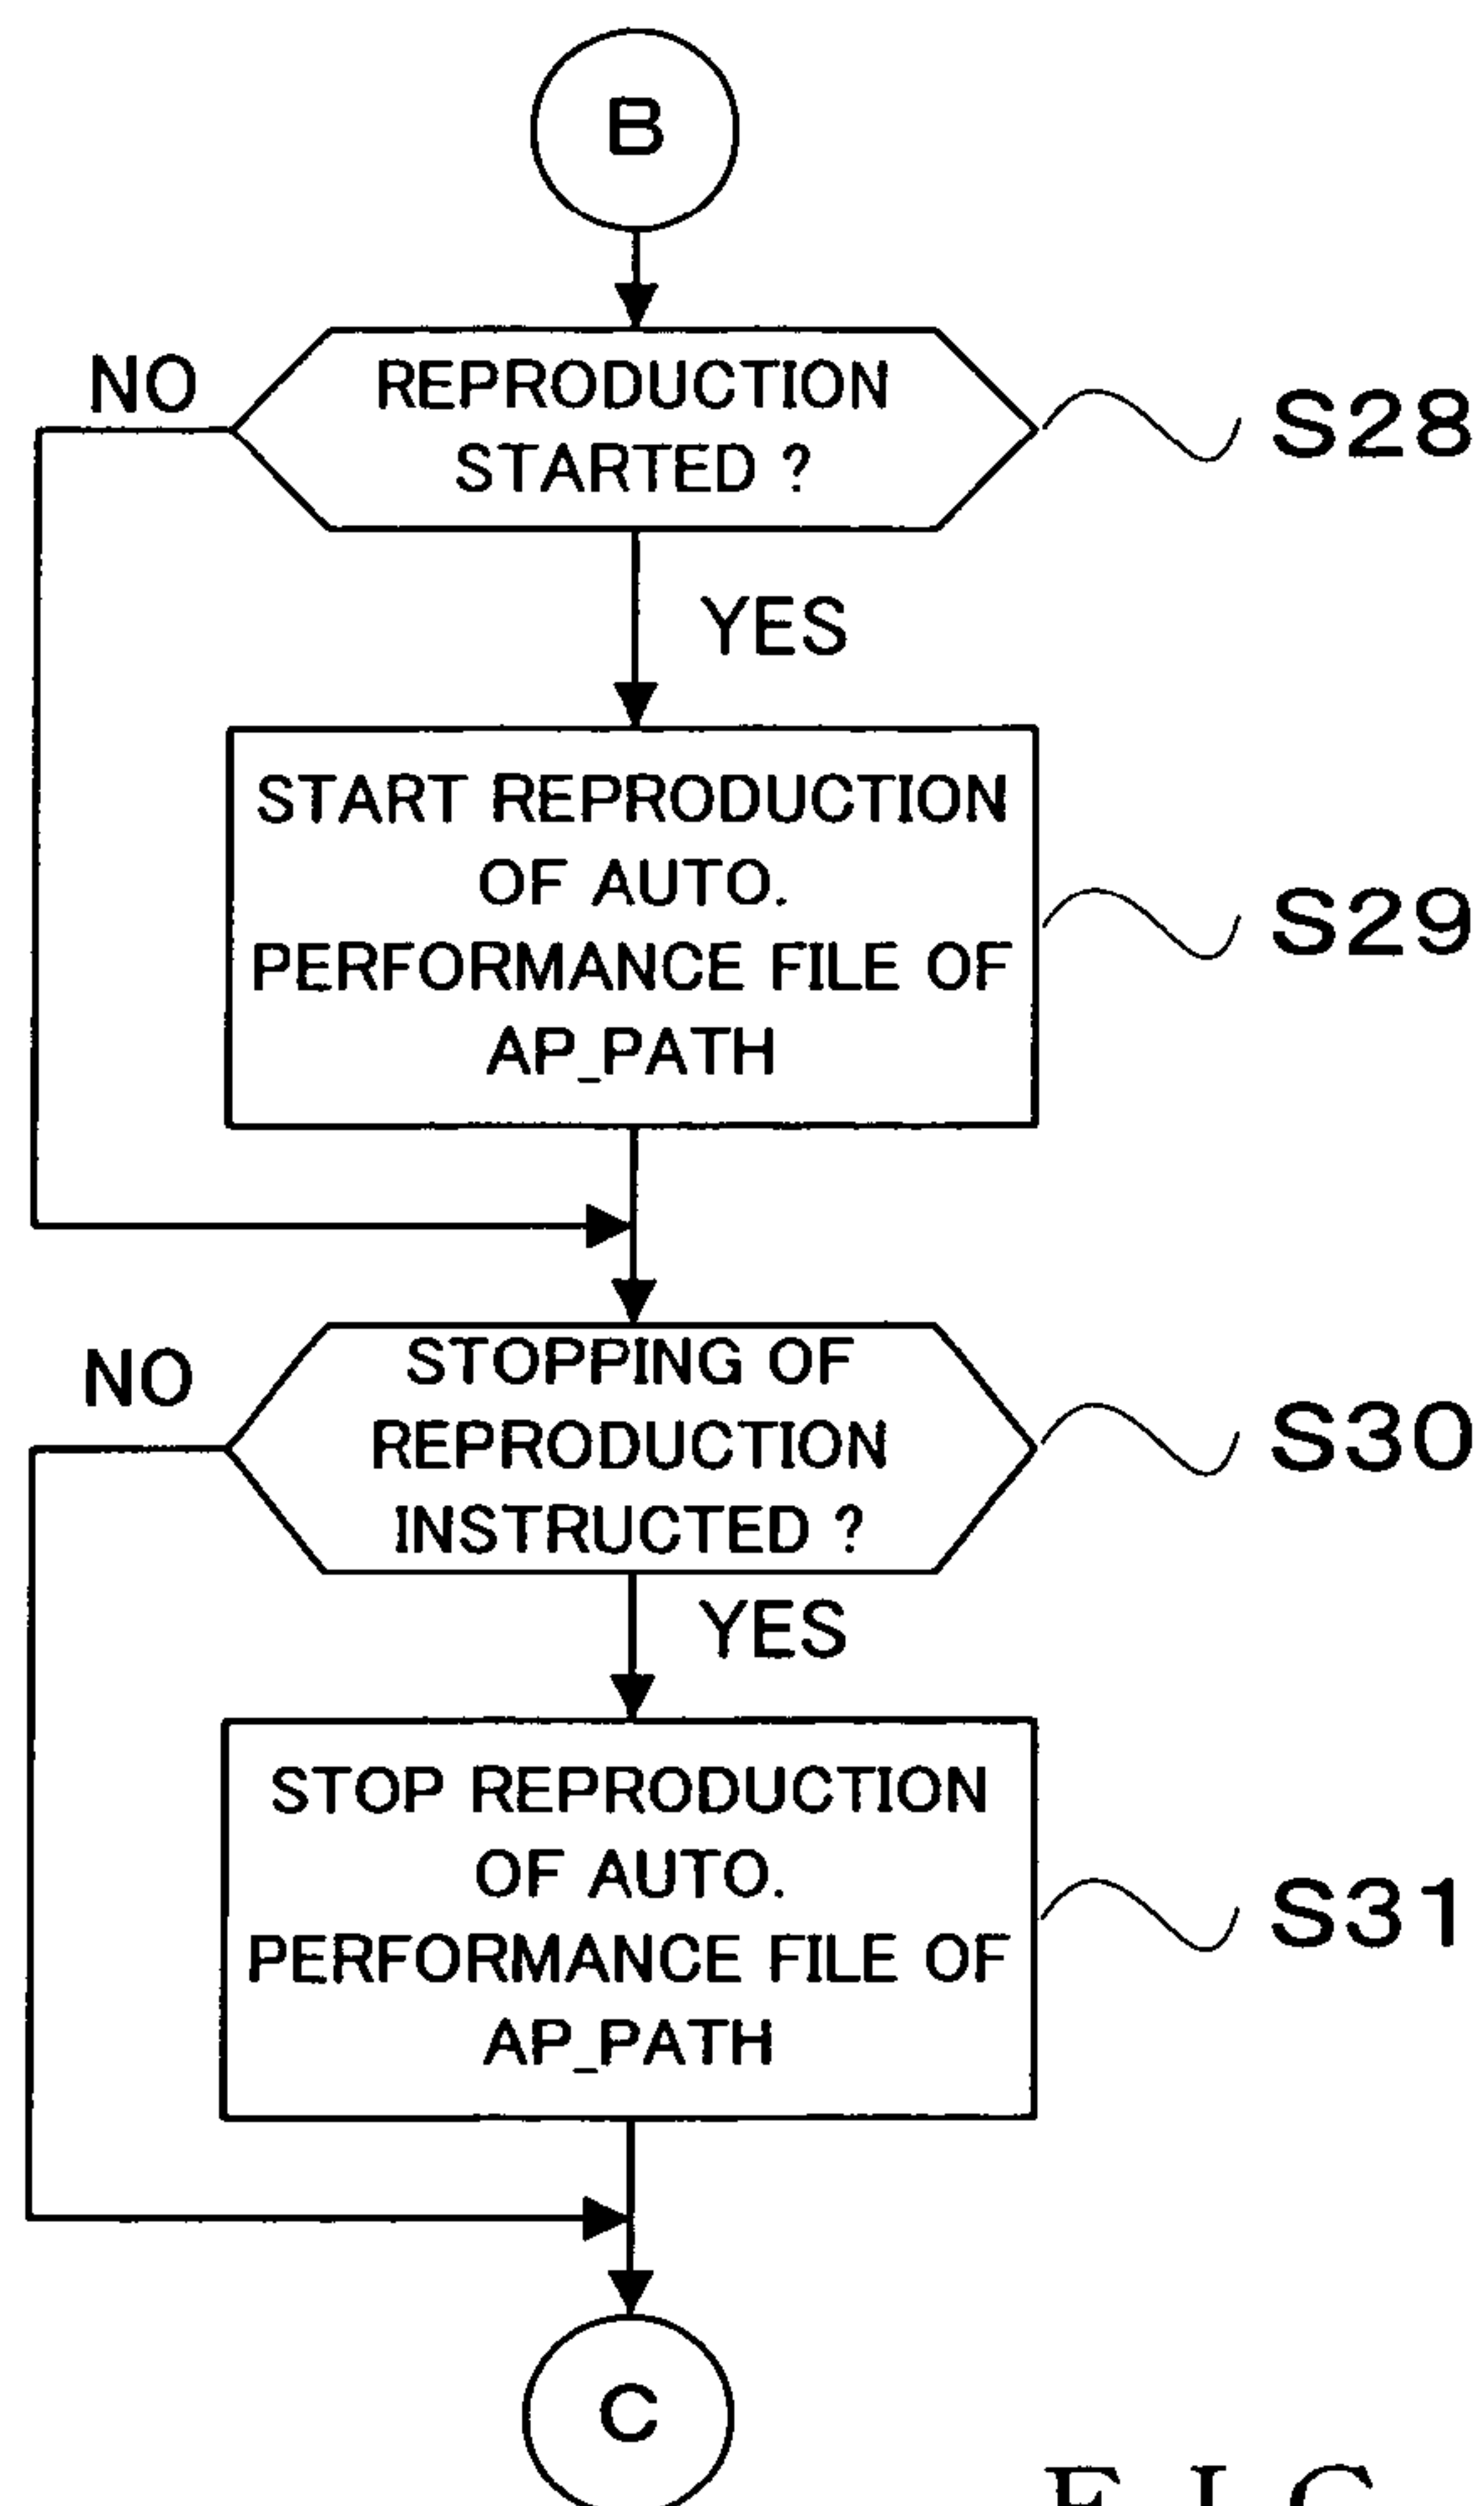 B
NO
REPRODUCTION
STARTED ?
S28
YES
START REPRODUCTION
OF AUTO.
PERFORMANCE FILE OF
AP_PATH
S29
NO
STOPPING OF
REPRODUCTION
INSTRUCTED ?
S30
YES
STOP REPRODUCTION
OF AUTO.
PERFORMANCE FILE OF
AP_PATH
S31
C